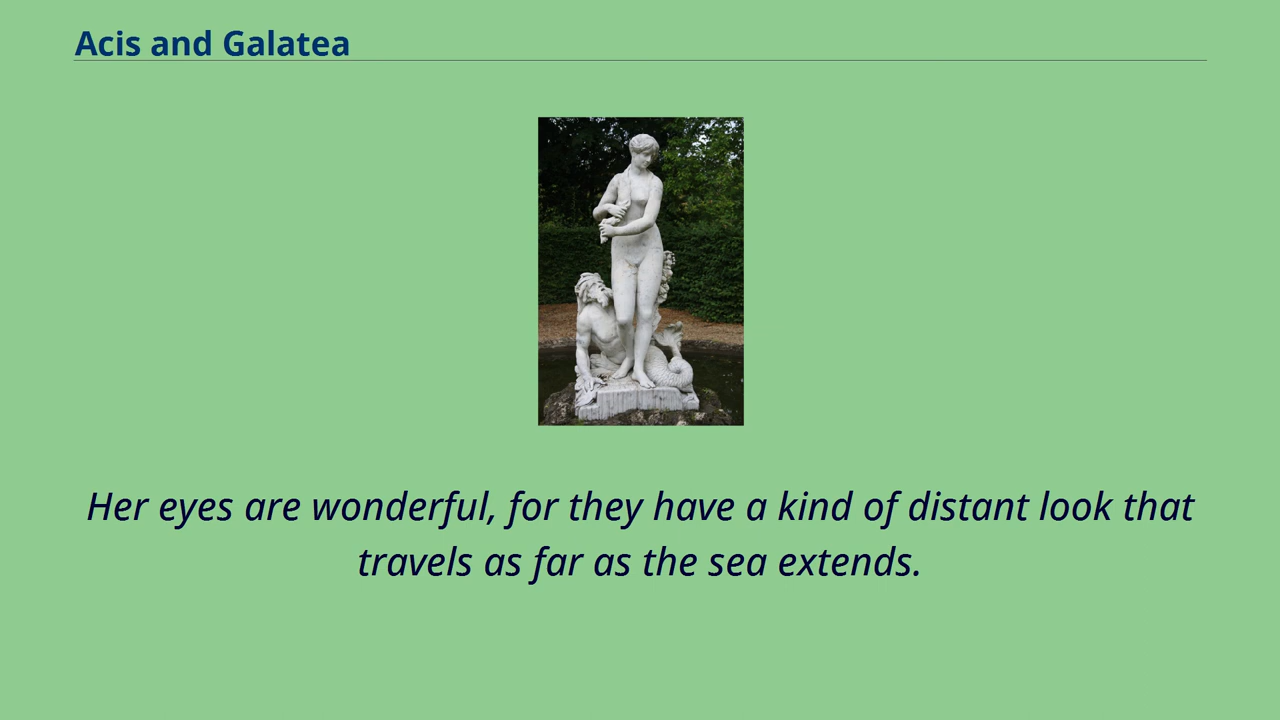 Acis and Galatea
Her eyes are wonderful, for they have a kind of distant look that
travels as far as the sea extends.